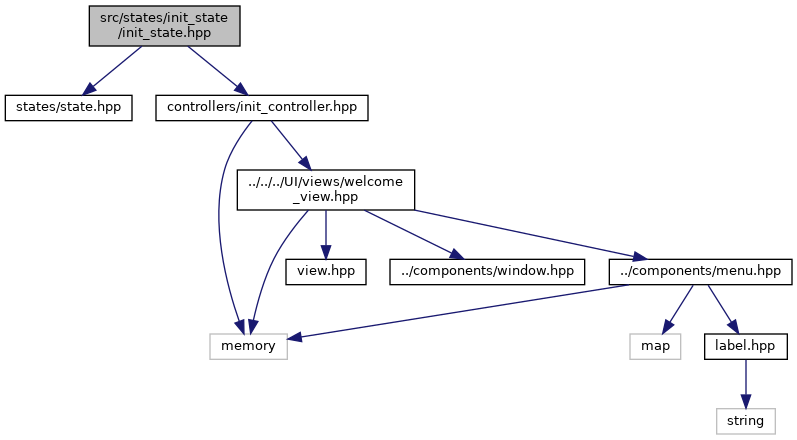 src/states/init_state
/init_state.hpp
states/state.hpp
controllers/init_controller.hpp
../../../UI/views/welcome
_view.hpp
view.hpp
../components/window.hpp
../components/menu.hpp
memory
map
label.hpp
string